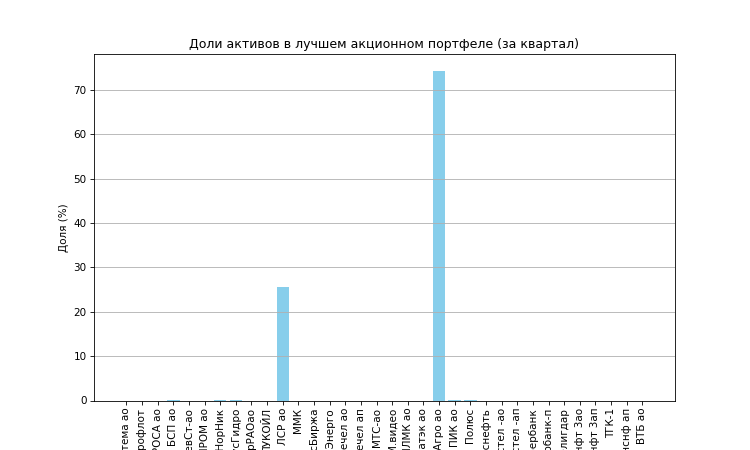 Доли активов в лучшем акционном портфеле (за квартал)
Доля (%)
70
60
50
40
30
20
10
0
тема ао
рофлот
РОСА ао
БСП ао
евСт-ао
ПРОМ ао
НорНик
сГидро
рРАОао
УКОЙЛ
ЛСР ао
ММК
сБиржа
Энерго
ечел ао
ечел ап
МТС-ао
М.видео
ЛМК ао
атэк ао
Агро ао
ПИК ао
Полюс
снефть
стел -ао
стел -ап
ербанк
рбанк-п
лигдар
нфт 3ао
нфт 3ап
ТГК-1
нснф ап
ВТБ ао